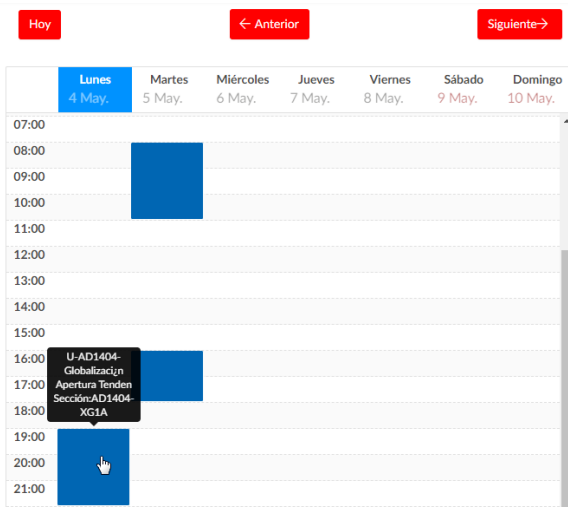 Hoy
← Anterior
Siguiente→
Lunes Martes Miércoles Jueves Viernes Sábado Domingo
4 May. 5 May. 6 May. 7 May. 8 May. 9 May. 10 May.
07:00
08:00
09:00
10:00
11:00
12:00
13:00
14:00
15:00
16:00
17:00
18:00
U-AD1404-
Globalizaci¿n
Apertura Tenden
Sección:AD1404-
XG1A
19:00
20:00
21:00